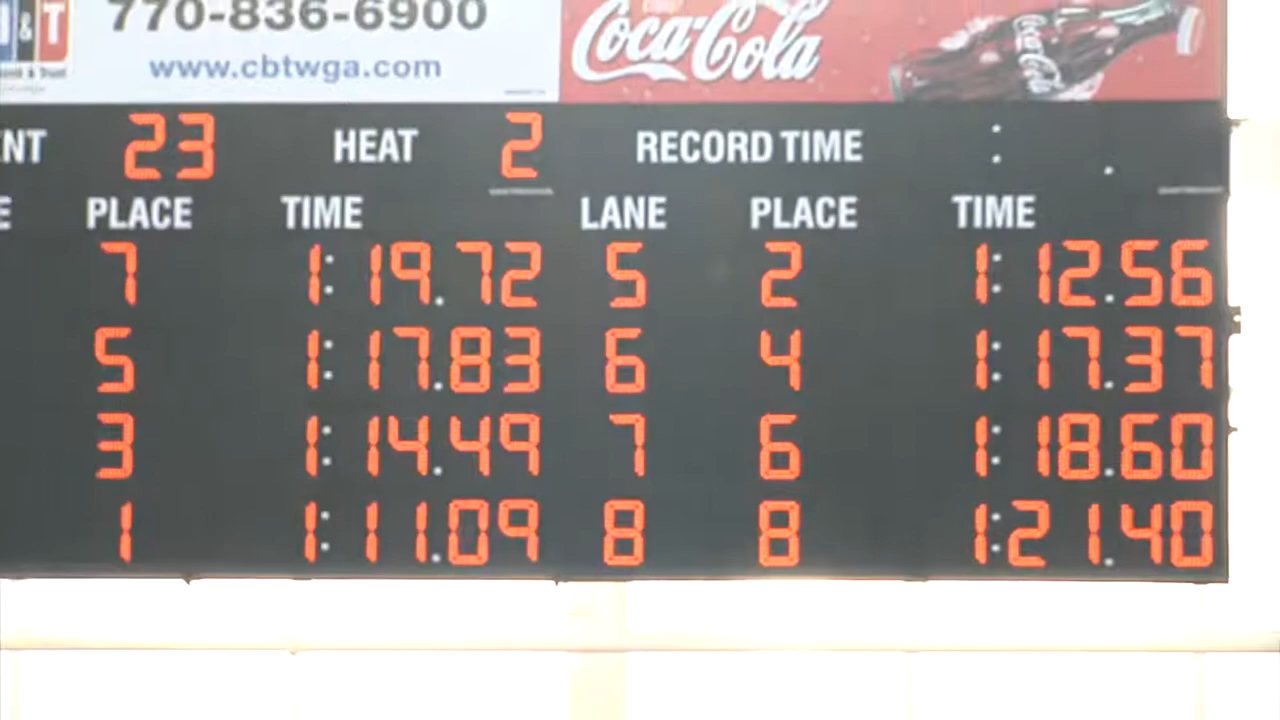 &T
770-836-6900
www.cbtwga.com
Coca-Cola
Coca-Cola
NT 23 HEAT 2 RECORD TIME : .
E PLACE TIME LANE PLACE TIME
7 1:19.72 5 2 1:12.56
5 1:17.83 6 4 1:17.37
3 1:14.49 7 6 1:18.60
1 1:11.09 8 8 1:21.40